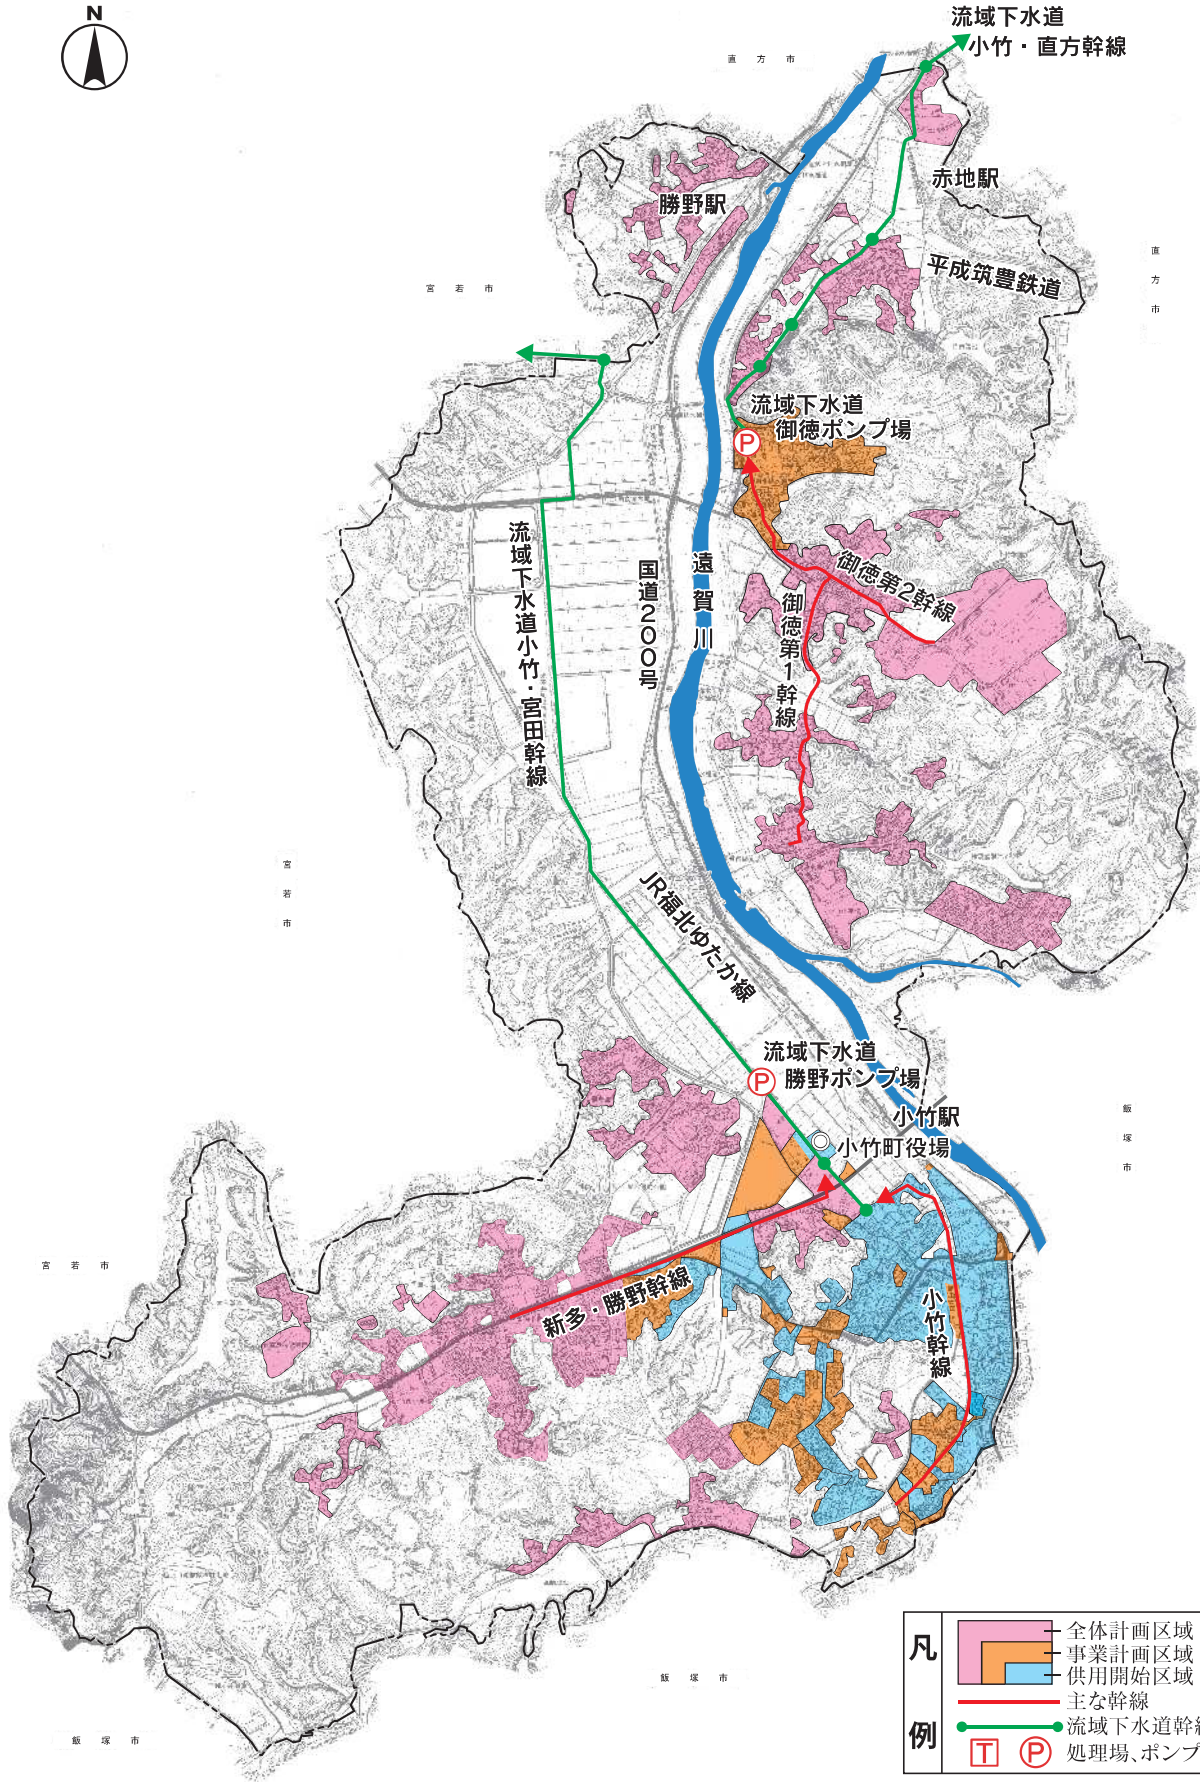 N
流域下水道
小竹・直方幹線
直方市
赤地駅
勝野駅
平成筑豊鉄道
直方市
宮若市
流域下水道
御徳ポンプ場
P
流域下水道小竹・宮田幹線
国道200号
遠賀川
御徳第2幹線
御徳第1幹線
宮若市
JR福北ゆたか線
流域下水道
勝野ポンプ場
P
小竹駅
小竹町役場
飯塚市
宮若市
新多・勝野幹線
小竹幹線
飯塚市
飯塚市
凡例
全体計画区域
事業計画区域
供用開始区域
主な幹線
流域下水道幹線
T P 処理場、ポンプ